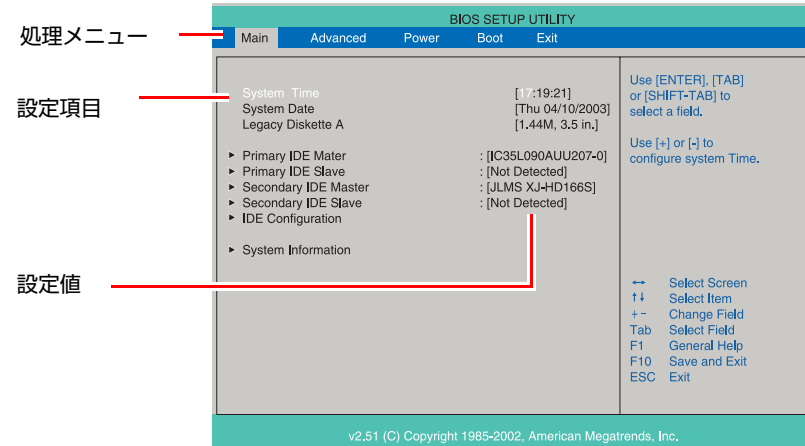 BIOS SETUP UTILITY
処理メニュー
Main Advanced Power Boot Exit
設定項目
System Time [17:19:21]
System Date [Thu 04/10/2003]
Legacy Diskette A [1.44M, 3.5 in.]
► Primary IDE Mater : [IC35L090AUU207-0]
► Primary IDE Slave : [Not Detected]
► Secondary IDE Master : [JLMS XJ-HD166S]
► Secondary IDE Slave : [Not Detected]
► IDE Configuration
► System Information
設定値
Use [ENTER], [TAB]
or [SHIFT-TAB] to
select a field.
Use [+] or [-] to
configure system Time.
↔ Select Screen
↑↓ Select Item
+ - Change Field
Tab Select Field
F1 General Help
F10 Save and Exit
ESC Exit
v2.51 (C) Copyright 1985-2002, American Megatrends, Inc.